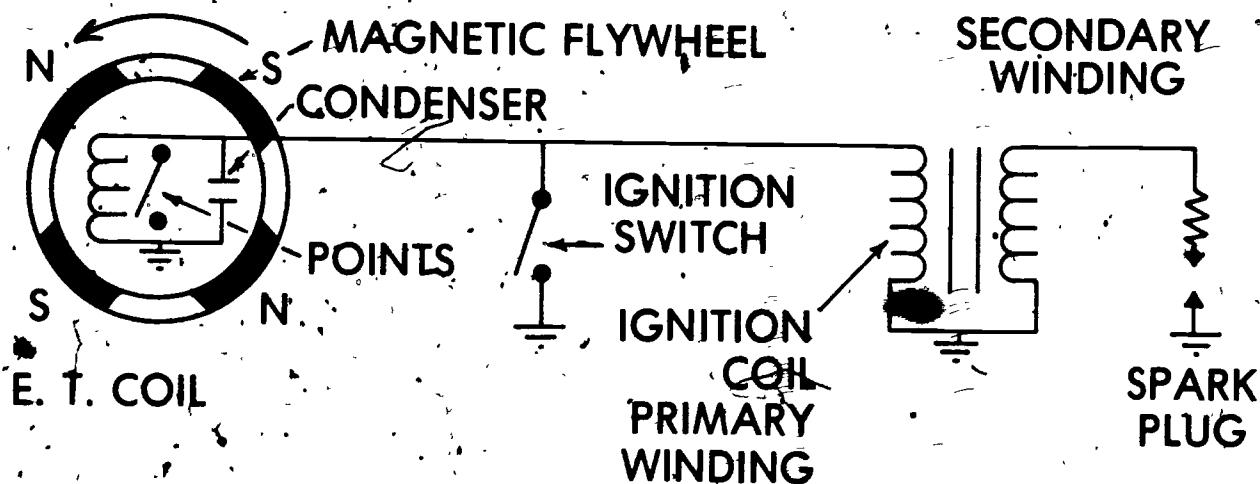 MAGNETIC FLYWHEEL
SECONDARY
WINDING
N
S
CONDENSER
IGNITION
SWITCH
POINTS
S
N
IGNITION
COIL
PRIMARY
WINDING
E. T. COIL
SPARK
PLUG